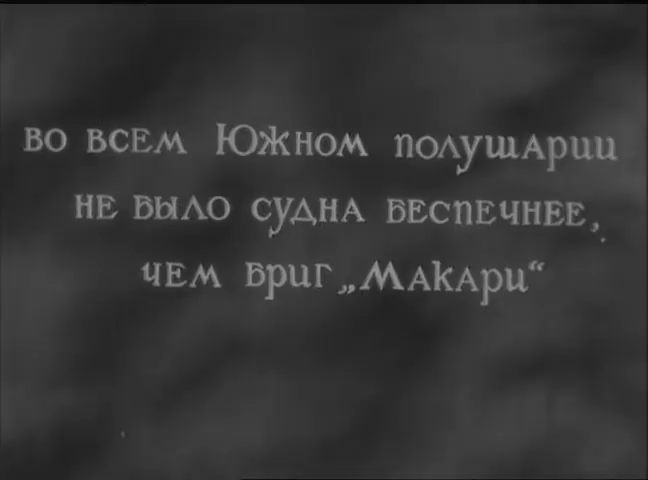 во всем Южном полушарии
не было судна беспечнее,
чем бриг „Макари“